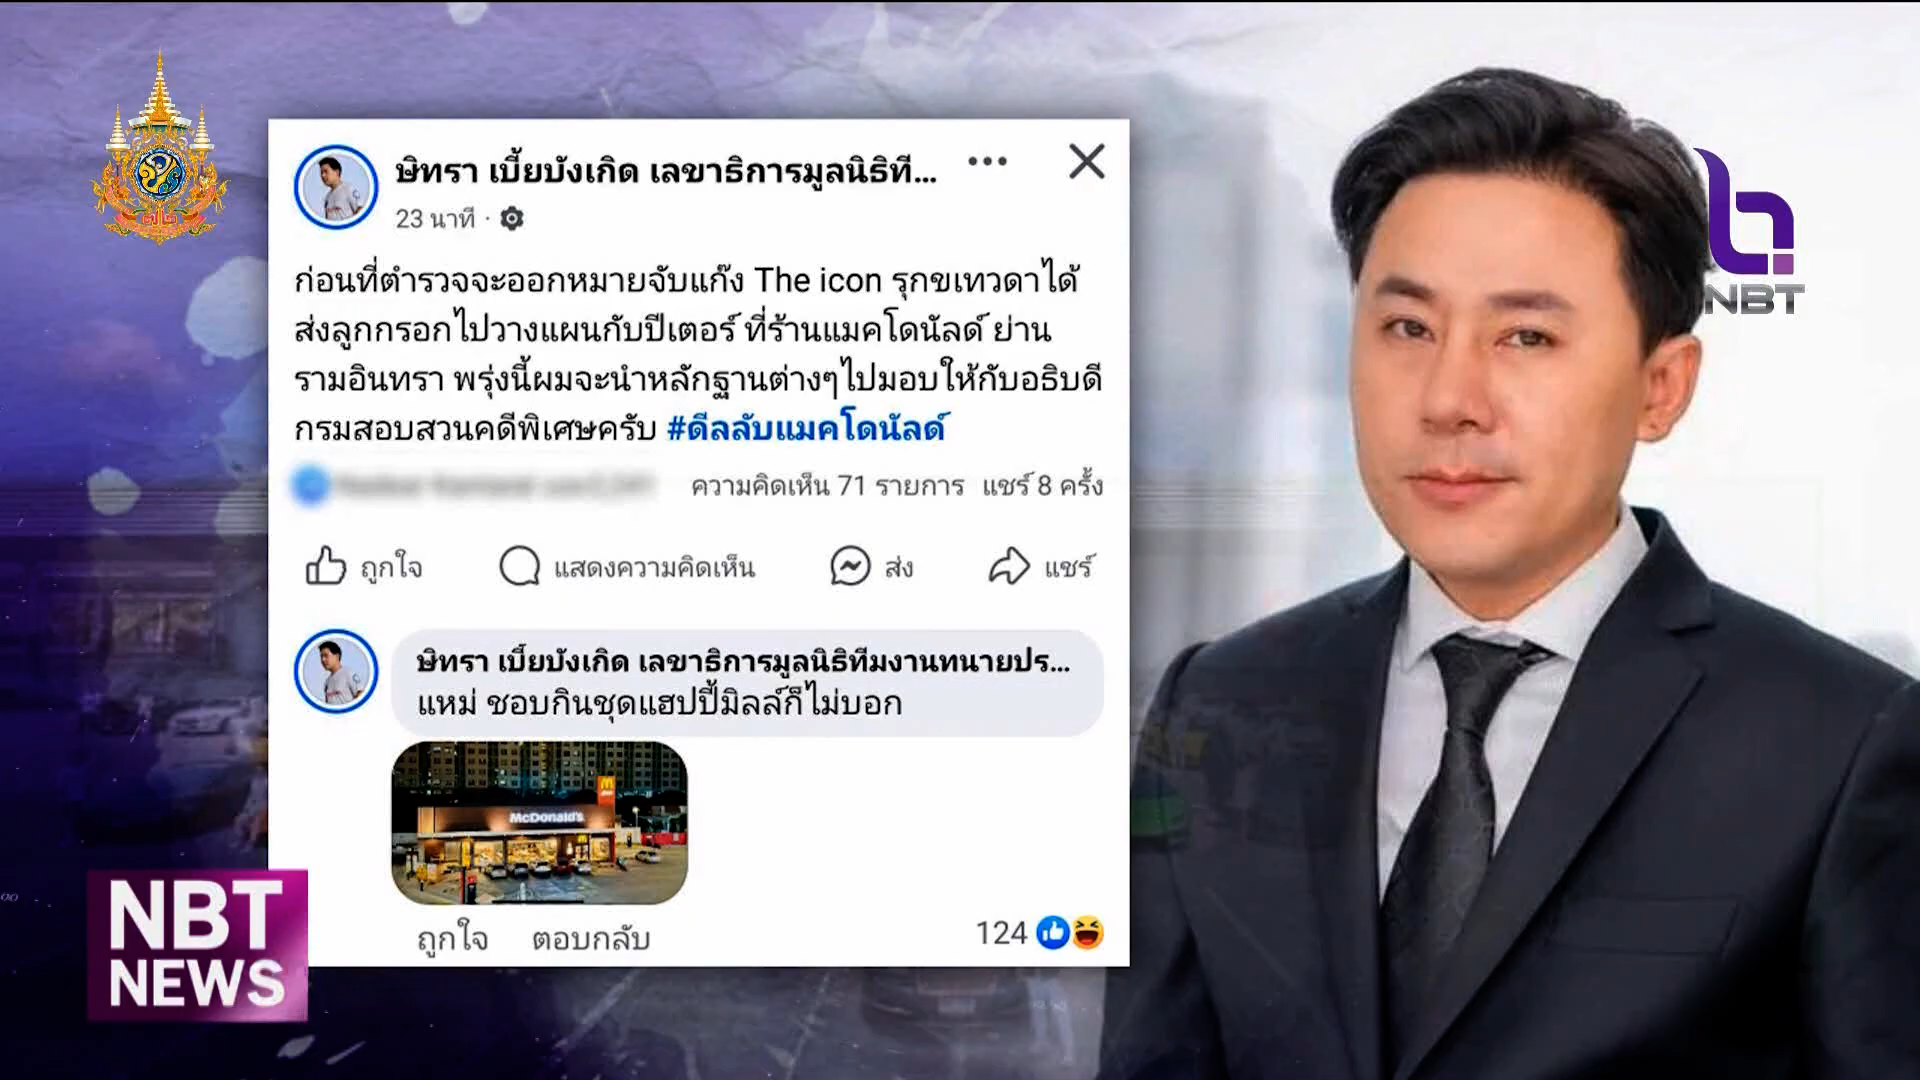 ษิทรา เบี้ยบังเกิด เลขาธิการมูลนิธิที...
23 นาที ·
ก่อนที่ตำรวจจะออกหมายจับแก๊ง The icon รุกขเทวดาได้
ส่งลูกกรอกไปวางแผนกับปีเตอร์ ที่ร้านแมคโดนัลด์ ย่าน
รามอินทรา พรุ่งนี้ผมจะนำหลักฐานต่างๆไปมอบให้กับอธิบดี
กรมสอบสวนคดีพิเศษครับ #ดีลลับแมคโดนัลด์
ความคิดเห็น 71 รายการ แชร์ 8 ครั้ง
ถูกใจ แสดงความคิดเห็น ส่ง แชร์
ษิทรา เบี้ยบังเกิด เลขาธิการมูลนิธิทีมงานทนายปร...
แหม่ ชอบกินชุดแฮปปี้มิลล์ก็ไม่บอก
McDonald's
ถูกใจ ตอบกลับ 124
NBT
NBT
NEWS
๗๒